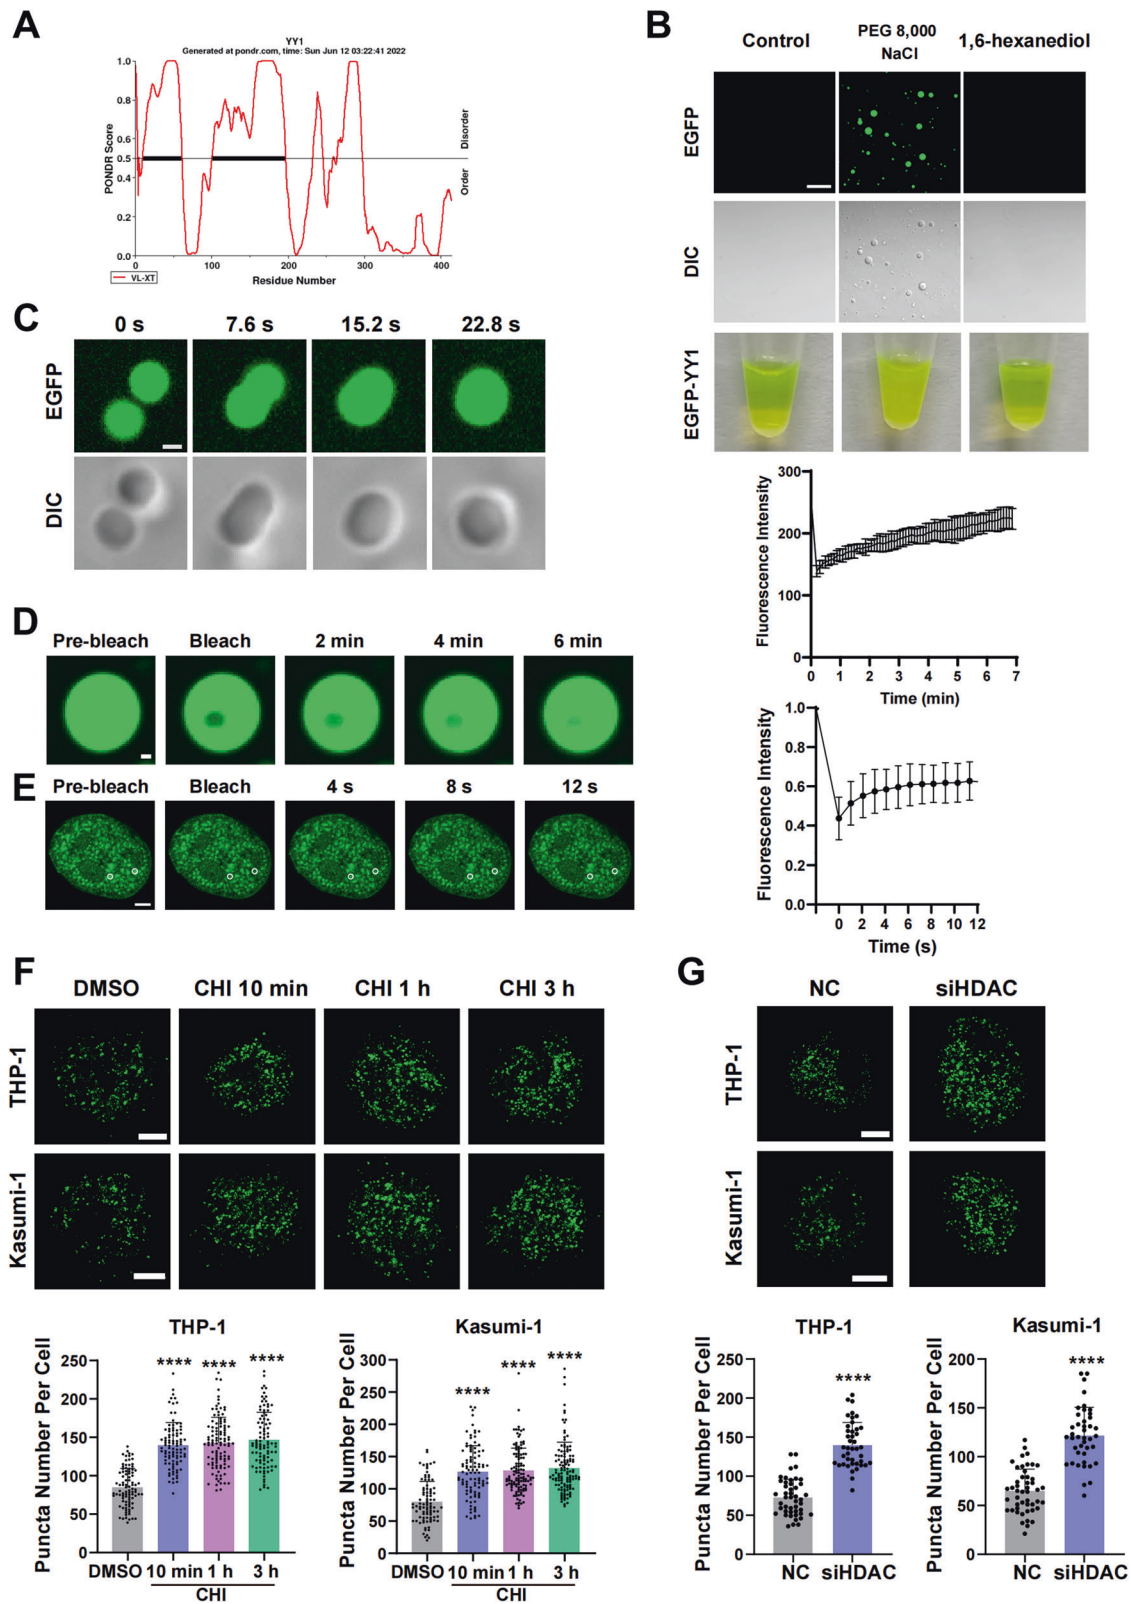 A
YY1
Generated at pondr.com, time: Sun Jun 12 03:22:41 2022
PONDR Score
1.0
0.8
0.6
0.5
0.4
0.2
0.0
Disorder
Order
0
100
200
300
400
VL-XT
Residue Number
B
Control
PEG 8,000
NaCl
1,6-hexanediol
EGFP
DIC
EGFP-YY1
C
0 s
7.6 s
15.2 s
22.8 s
EGFP
DIC
Fluorescence Intensity
300
200
100
0
0 1 2 3 4 5 6 7
Time (min)
D
Pre-bleach
Bleach
2 min
4 min
6 min
E
Pre-bleach
Bleach
4 s
8 s
12 s
Fluorescence Intensity
1.0
0.8
0.6
0.4
0.2
0.0
0 2 4 6 8 10 12
Time (s)
F
DMSO
CHI 10 min
CHI 1 h
CHI 3 h
THP-1
Kasumi-1
THP-1
Puncta Number Per Cell
250
200
150
100
50
0
****
****
****
DMSO
10 min
1 h
3 h
CHI
Kasumi-1
Puncta Number Per Cell
300
250
200
150
100
50
0
****
****
****
DMSO
10 min
1 h
3 h
CHI
G
NC
siHDAC
THP-1
Kasumi-1
THP-1
Puncta Number Per Cell
250
200
150
100
50
0
****
NC
siHDAC
Kasumi-1
Puncta Number Per Cell
200
150
100
50
0
****
NC
siHDAC